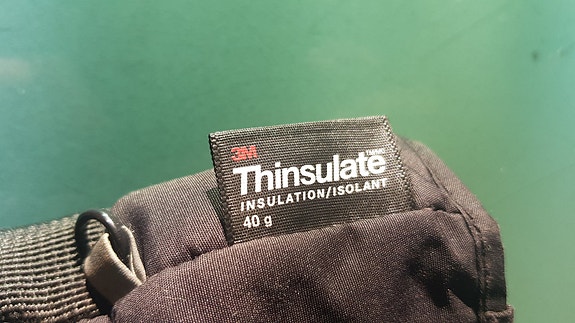 3M
Thinsulate
INSULATION/ISOLANT
40 g